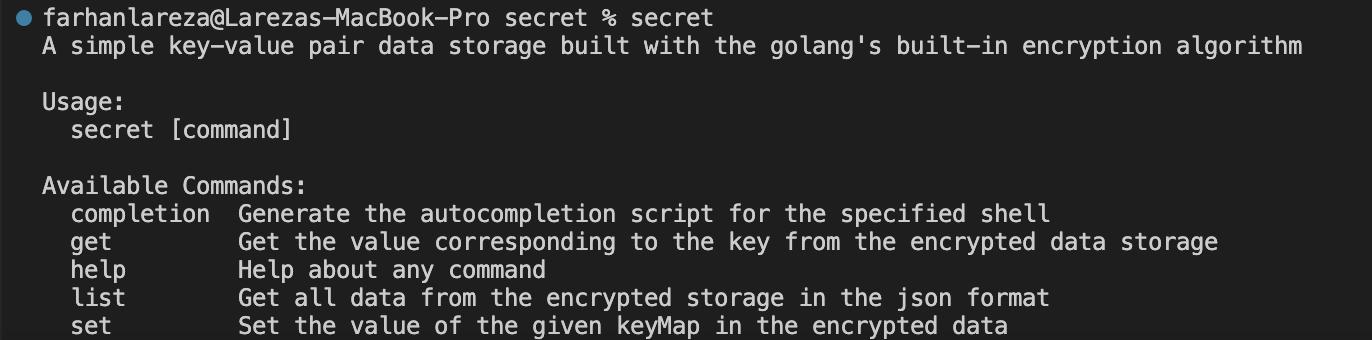 farhanlareza@Larezas-MacBook-Pro secret % secret
A simple key-value pair data storage built with the golang's built-in encryption algorithm
Usage:
secret [command]
Available Commands:
completion Generate the autocompletion script for the specified shell
get Get the value corresponding to the key from the encrypted data storage
help Help about any command
list Get all data from the encrypted storage in the json format
set Set the value of the given keyMap in the encrypted data